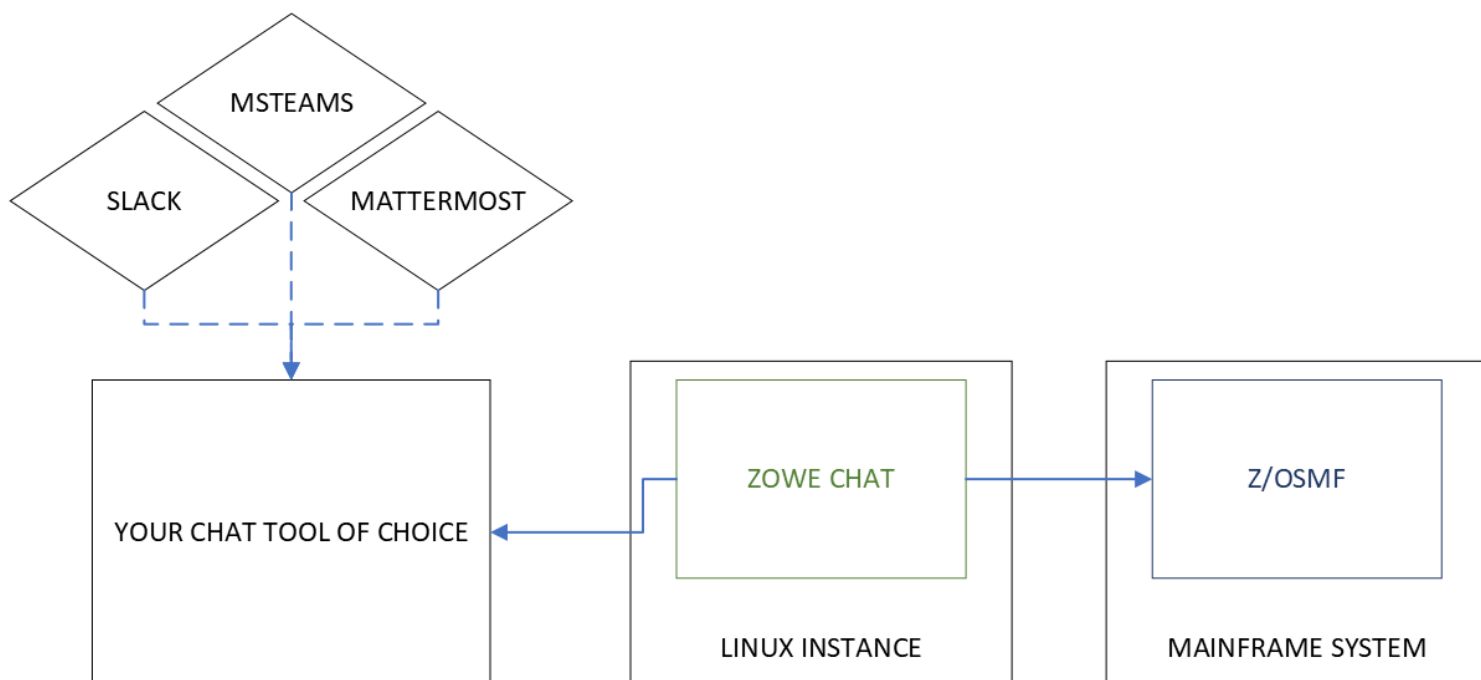 MSTEAMS
SLACK
MATTERMOST
YOUR CHAT TOOL OF CHOICE
ZOWE CHAT
LINUX INSTANCE
Z/OSMF
MAINFRAME SYSTEM